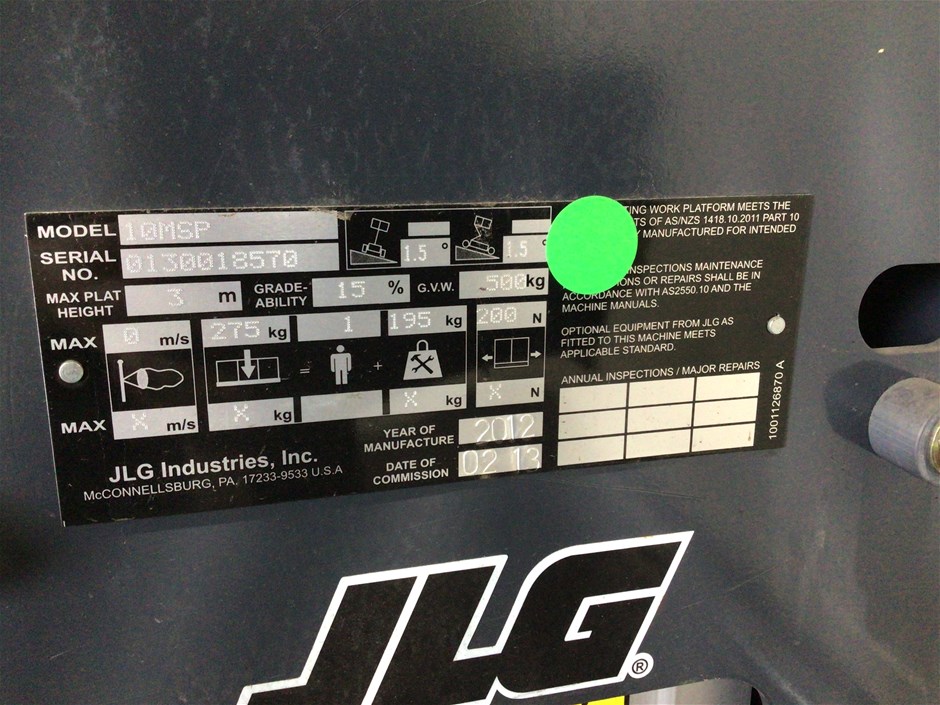 MODEL 10MSP
SERIAL NO. 0130018570
1.5 °
1.5 °
MAX PLAT HEIGHT 3 m
GRADE-ABILITY 15 %
G.V.W. 500kg
MAX 0 m/s 275 kg 1 195 kg 200 N
= +
MAX X m/s X kg X kg X N
JLG Industries, Inc.
McCONNELLSBURG, PA. 17233-9533 U.S.A
YEAR OF MANUFACTURE 2012
DATE OF COMMISSION 02 13
WORK PLATFORM MEETS THE
OF AS/NZS 1418.10.2011 PART 10
MANUFACTURED FOR INTENDED
INSPECTIONS MAINTENANCE
OR REPAIRS SHALL BE IN
ACCORDANCE WITH AS2550.10 AND THE
MACHINE MANUALS.
OPTIONAL EQUIPMENT FROM JLG AS
FITTED TO THIS MACHINE MEETS
APPLICABLE STANDARD.
ANNUAL INSPECTIONS / MAJOR REPAIRS
1001126870 A
JLG®